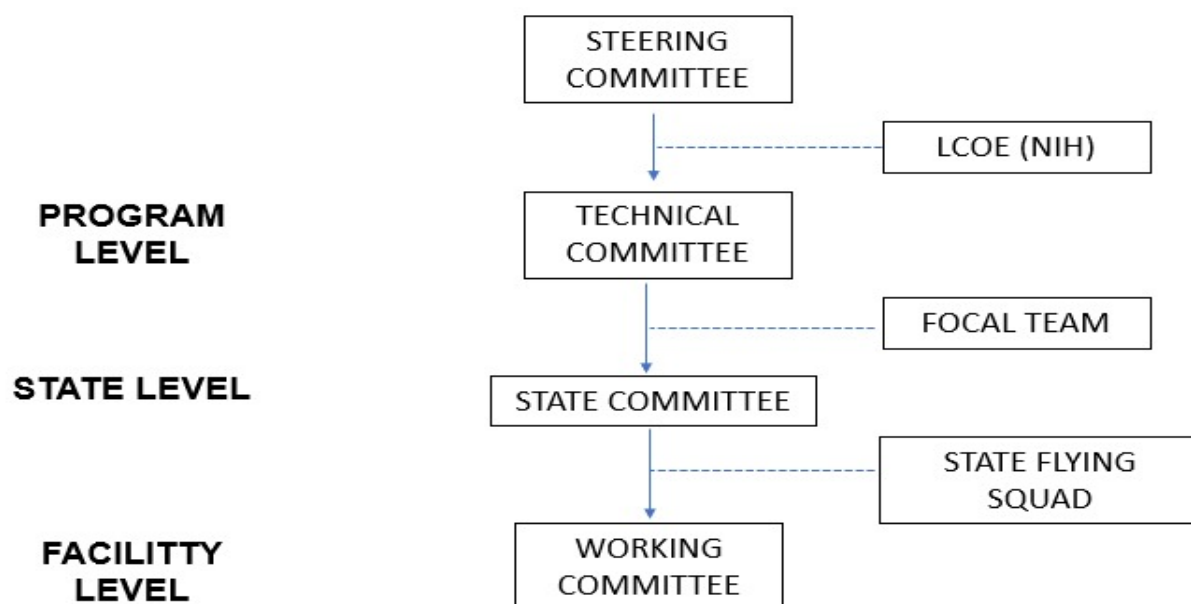 STEERING
COMMITTEE
LCOE (NIH)
PROGRAM
LEVEL
TECHNICAL
COMMITTEE
FOCAL TEAM
STATE LEVEL
STATE COMMITTEE
STATE FLYING
SQUAD
FACILITTY
LEVEL
WORKING
COMMITTEE